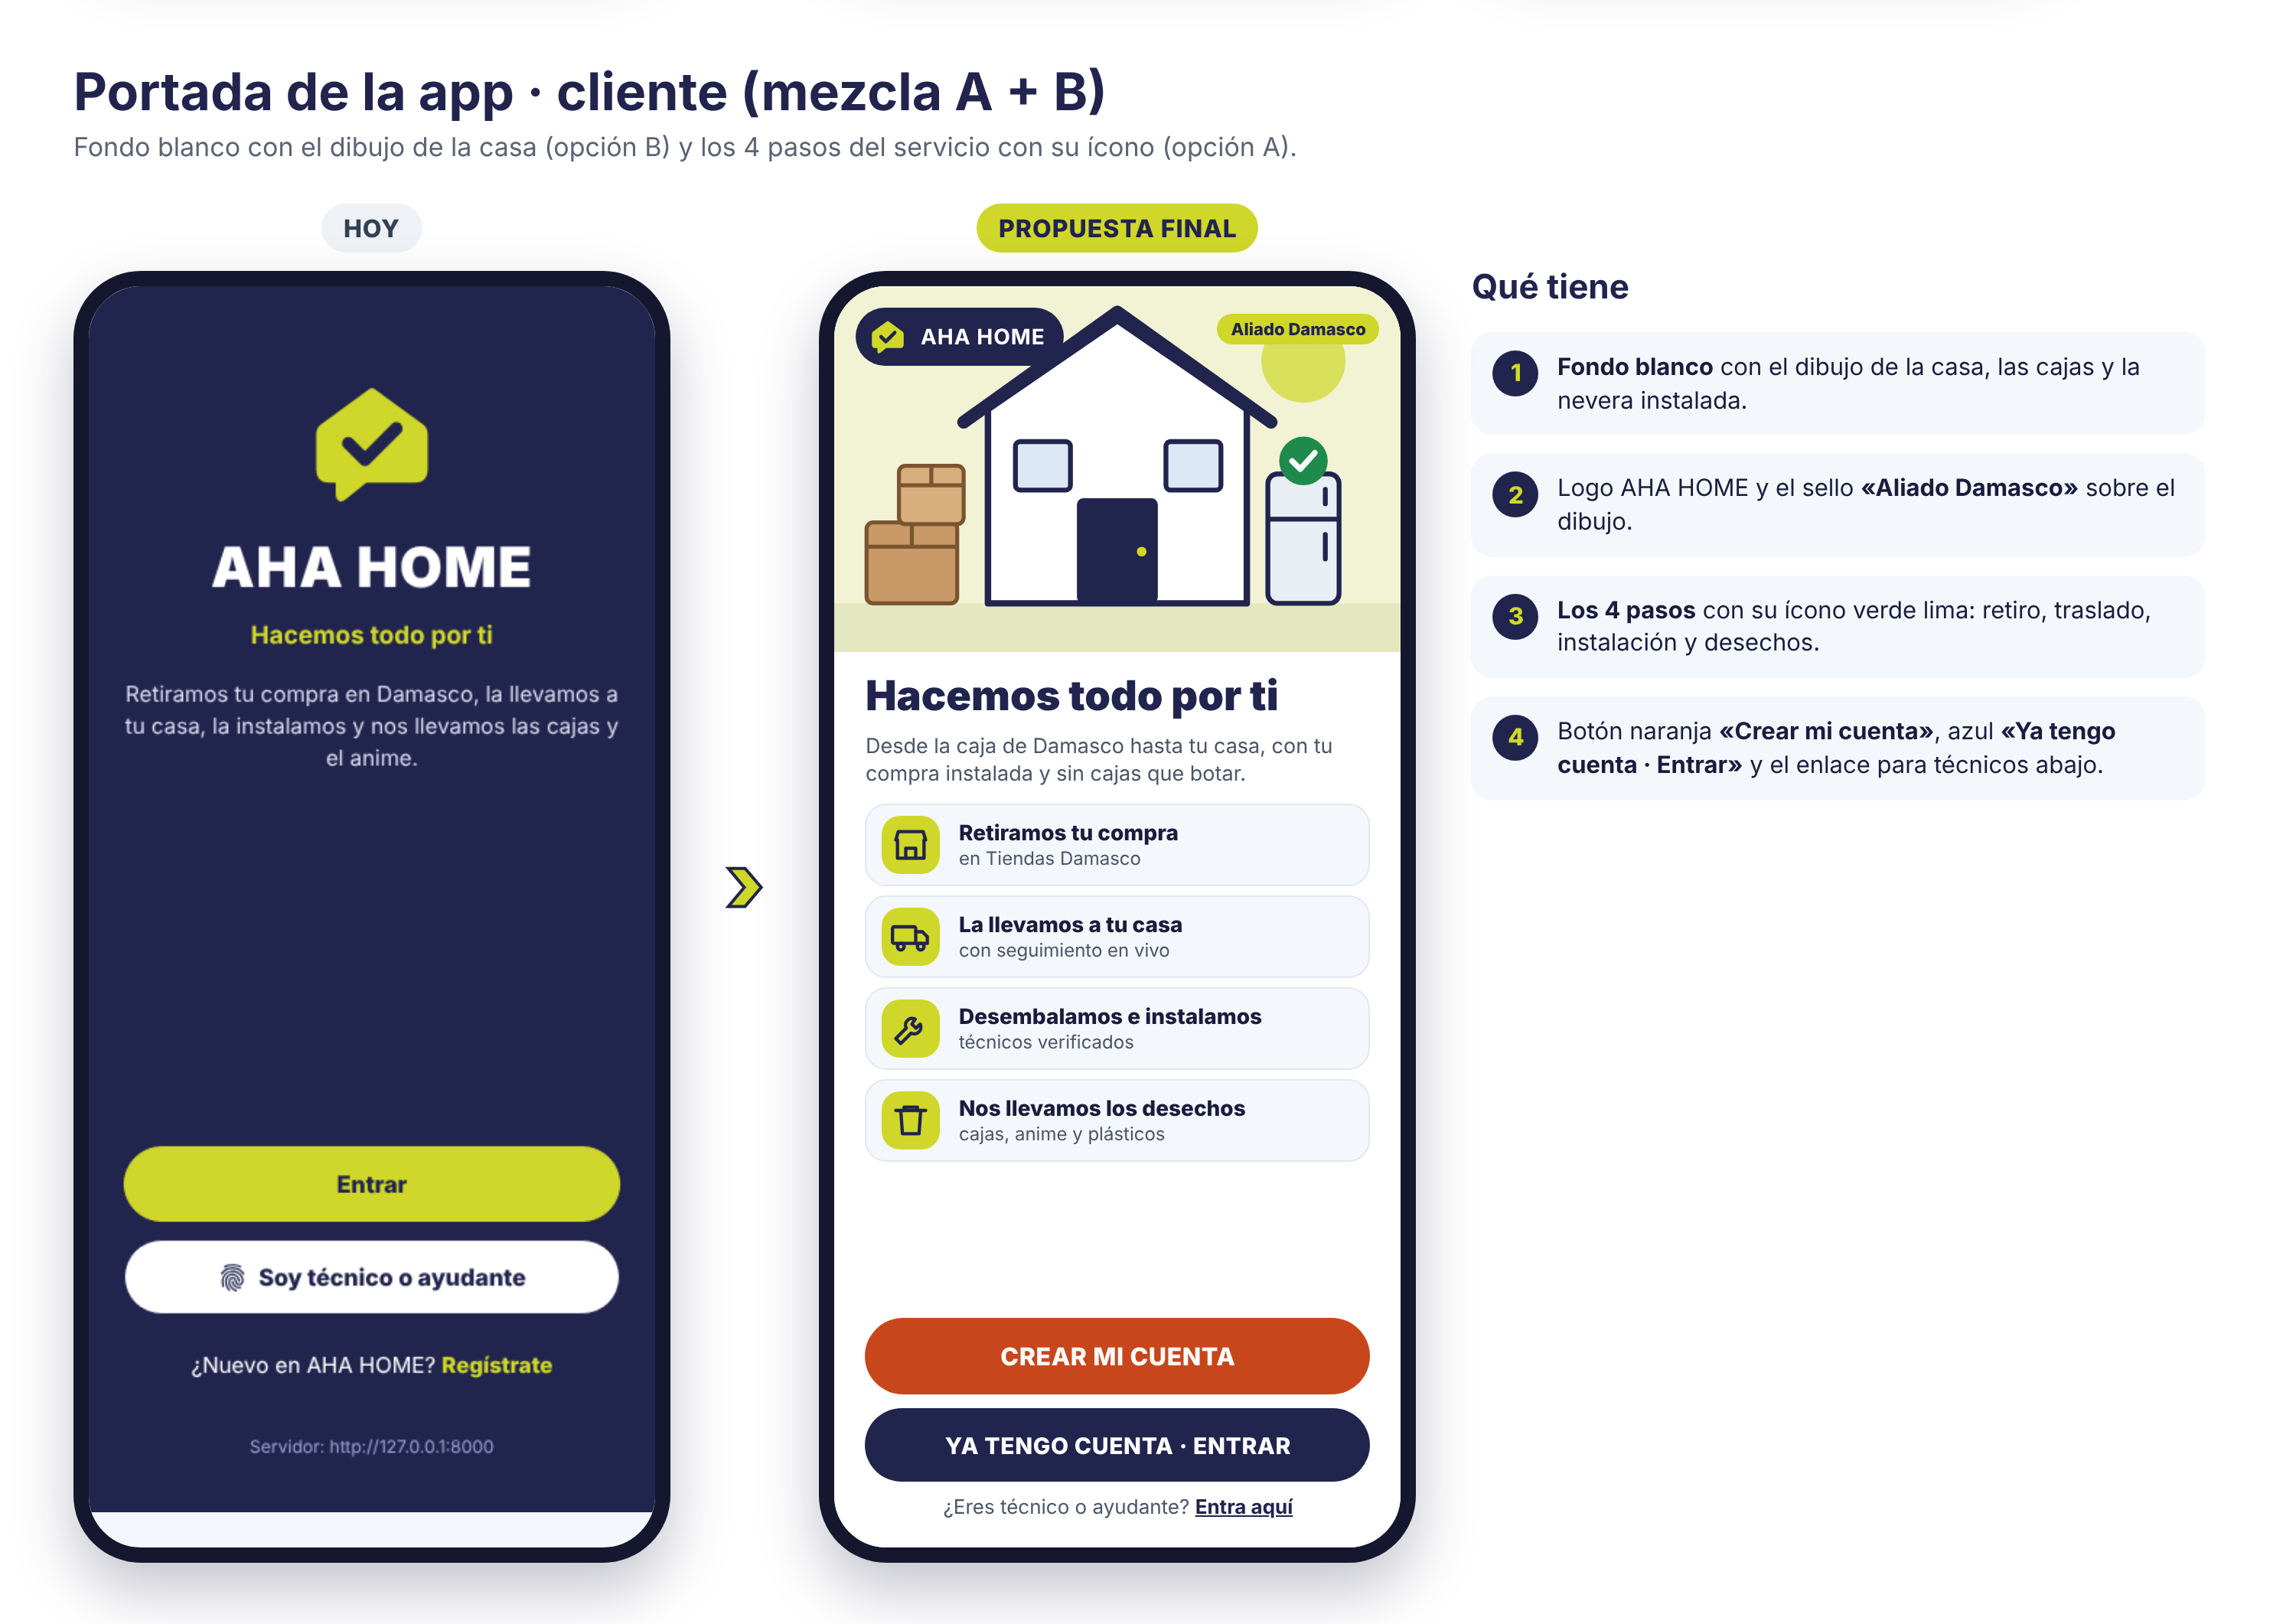 Portada de la app · cliente (mezcla A + B)
Fondo blanco con el dibujo de la casa (opción B) y los 4 pasos del servicio con su ícono (opción A).
HOY
AHA HOME
Hacemos todo por ti
Retiramos tu compra en Damasco, la llevamos a
tu casa, la instalamos y nos llevamos las cajas y
el anime.
Entrar
Soy técnico o ayudante
¿Nuevo en AHA HOME? Regístrate
Servidor: http://127.0.0.1:8000
PROPUESTA FINAL
AHA HOME
Aliado Damasco
Hacemos todo por ti
Desde la caja de Damasco hasta tu casa, con tu
compra instalada y sin cajas que botar.
Retiramos tu compra
en Tiendas Damasco
La llevamos a tu casa
con seguimiento en vivo
Desembalamos e instalamos
técnicos verificados
Nos llevamos los desechos
cajas, anime y plásticos
CREAR MI CUENTA
YA TENGO CUENTA · ENTRAR
¿Eres técnico o ayudante? Entra aquí
Qué tiene
1
Fondo blanco con el dibujo de la casa, las cajas y la
nevera instalada.
2
Logo AHA HOME y el sello «Aliado Damasco» sobre el
dibujo.
3
Los 4 pasos con su ícono verde lima: retiro, traslado,
instalación y desechos.
4
Botón naranja «Crear mi cuenta», azul «Ya tengo
cuenta · Entrar» y el enlace para técnicos abajo.